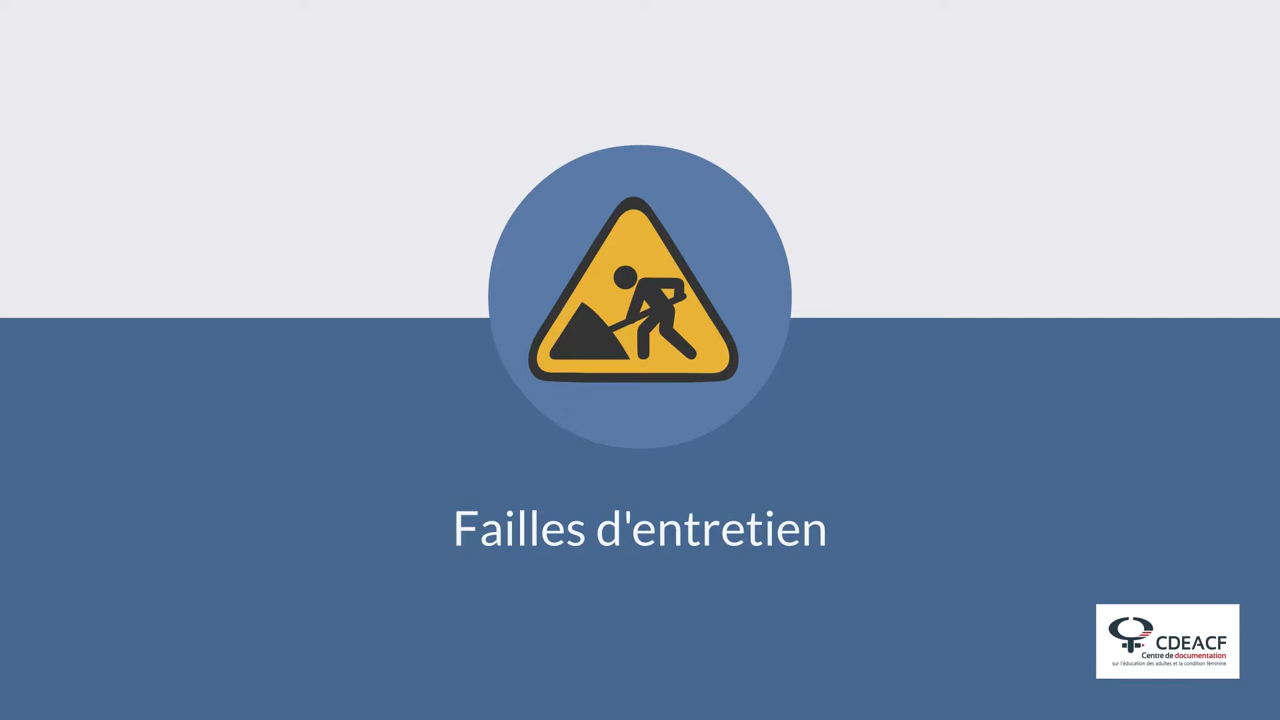 Failles d'entretien
CDEACF
Centre de documentation
sur l'éducation des adultes et la condition féminine